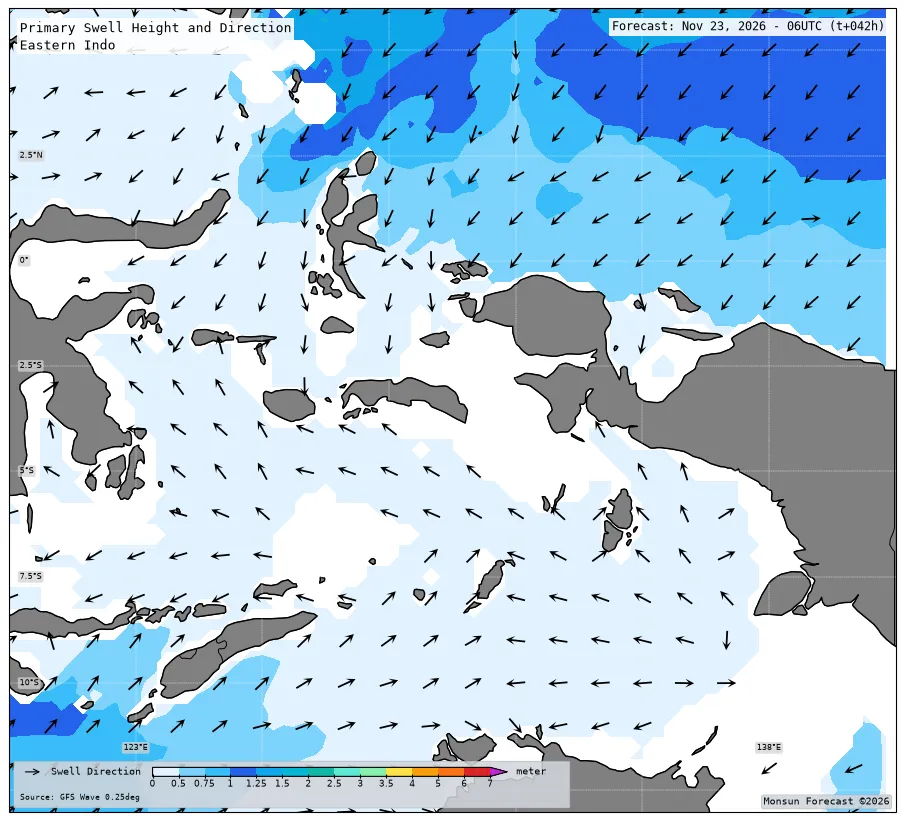 Primary Swell Height and Direction
Eastern Indo
Forecast: Nov 23, 2026 - 06UTC (t+042h)
2.5°N
0°
2.5°S
5°S
7.5°S
10°S
123°E
138°E
Swell Direction
0 0.5 0.75 1 1.25 1.5 2 2.5 3 3.5 4 5 6 7
meter
Source: GFS Wave 0.25deg
Monsun Forecast ©2026